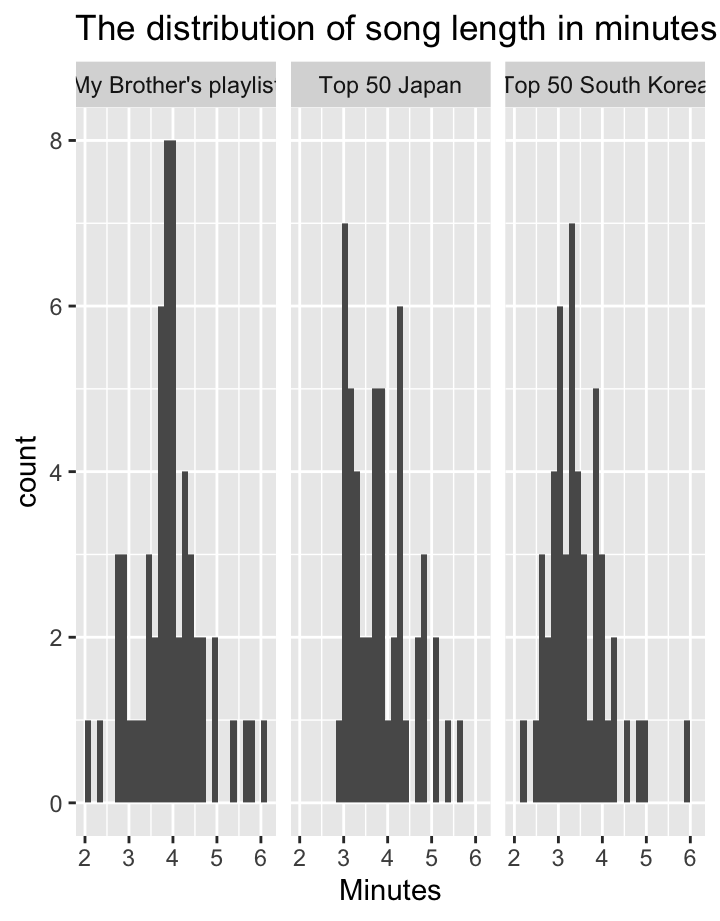 The distribution of song length in minutes
My Brother's playlist
Top 50 Japan
Top 50 South Korea
8
6
4
2
0
count
2 3 4 5 6
2 3 4 5 6
2 3 4 5 6
Minutes